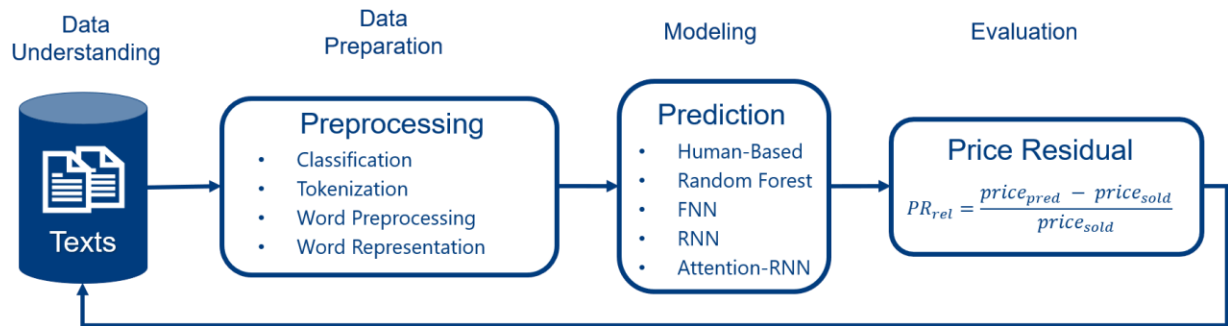 Data
Understanding
Data
Preparation
Modeling
Evaluation
Texts
Preprocessing
• Classification
• Tokenization
• Word Preprocessing
• Word Representation
Prediction
• Human-Based
• Random Forest
• FNN
• RNN
• Attention-RNN
Price Residual
PR_rel = (price_pred − price_sold) / price_sold